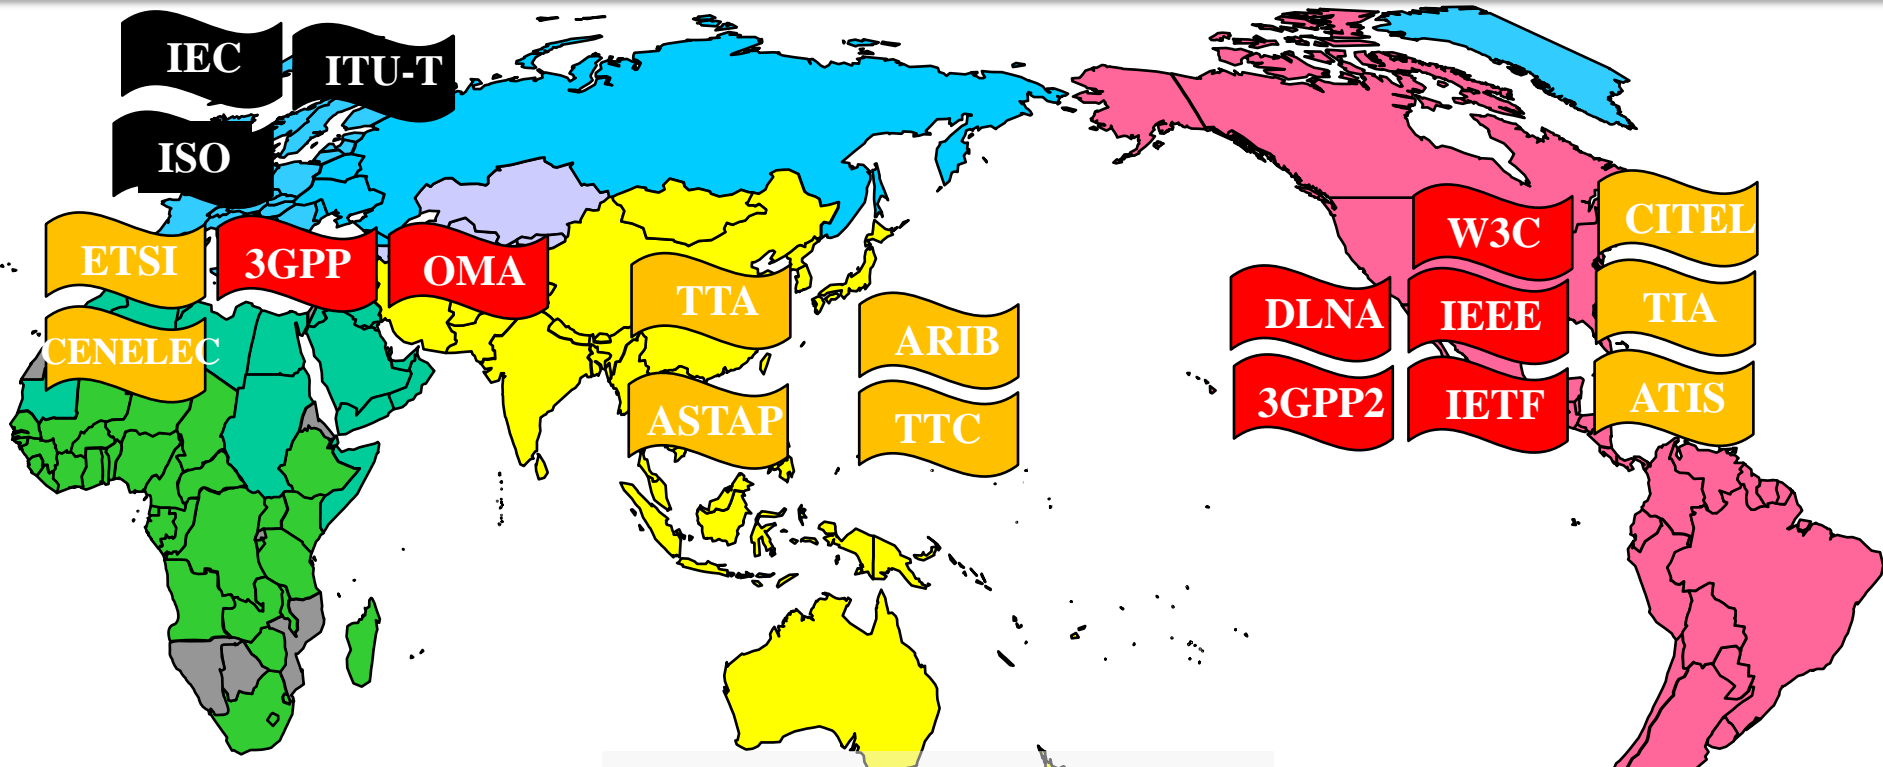 IEC
ITU-T
ISO
ETSI
3GPP
OMA
CENELEC
TTA
ASTAP
ARIB
TTC
W3C
CITEL
DLNA
IEEE
TIA
3GPP2
IETF
ATIS